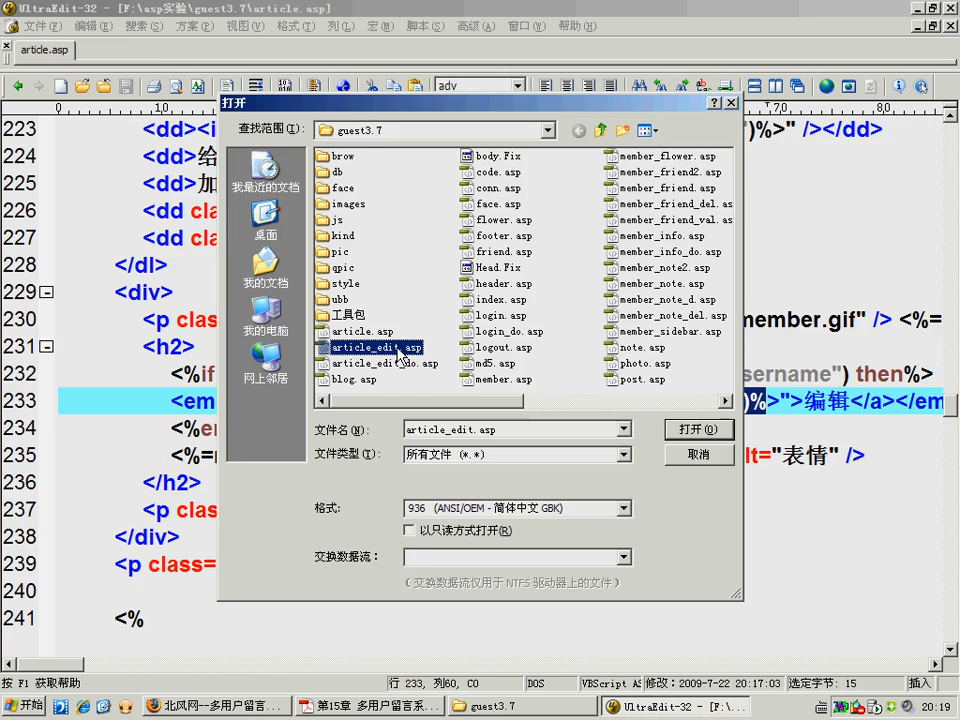 UltraEdit-32 - [F:\asp实验\guest3.7\article.asp]
文件(F) 编辑(E) 搜索(S) 方案(P) 视图(V) 格式(T) 列(L) 宏(M) 脚本(S) 高级(A) 窗口(W) 帮助(H)
article.asp
adv
打开
0 10 70 80
查找范围(I): guest3.7
我最近的文档
桌面
我的文档
我的电脑
网上邻居
brow
db
face
images
js
kind
pic
qpic
style
ubb
工具包
article.asp
article_edit.asp
article_edit_do.asp
blog.asp
body.Fix
code.asp
conn.asp
face.asp
flower.asp
footer.asp
friend.asp
Head.Fix
header.asp
index.asp
login.asp
login_do.asp
logout.asp
md5.asp
member.asp
member_flower.asp
member_friend2.asp
member_friend.asp
member_friend_del.as
member_friend_val.as
member_info.asp
member_info_do.asp
member_note2.asp
member_note.asp
member_note_d.asp
member_note_del.asp
member_sidebar.asp
note.asp
photo.asp
post.asp
文件名(N): article_edit.asp 打开(O)
文件类型(T): 所有文件 (*.*) 取消
格式: 936 (ANSI/OEM - 简体中文 GBK)
以只读方式打开(R)
交换数据流:
(交换数据流仅用于 NTFS 驱动器上的文件)
223 <dd><i ")%>" /></dd>
224 <dd>给
225 <dd>加
226 <dd cla
227 <dd cla
228 </dl>
229 <div>
230 <p class member.gif" /> <%=
231 <h2>
232 <%if username") then%>
233 <em )%>">编辑</a></em
234 <%e
235 <%=r lt="表情" />
236 </h2>
237 <p clas
238 </div>
239 <p class=
240
241 <%
按 F1 获取帮助 行 233, 列60, C0 DOS VBScript AS 修改: 2009-7-22 20:17:03 选定字节: 15 插入
开始 北风网--多用户留言... 第15章 多用户留言系... guest3.7 UltraEdit-32 - [F:\... 20:19